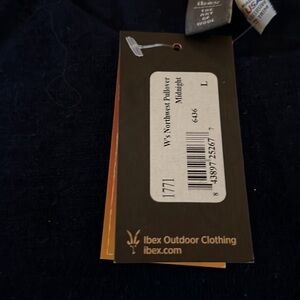 W's Northwest Pullover
Midnight
L
6436
8 43897 25267 7
1771
Ibex Outdoor Clothing
ibex.com